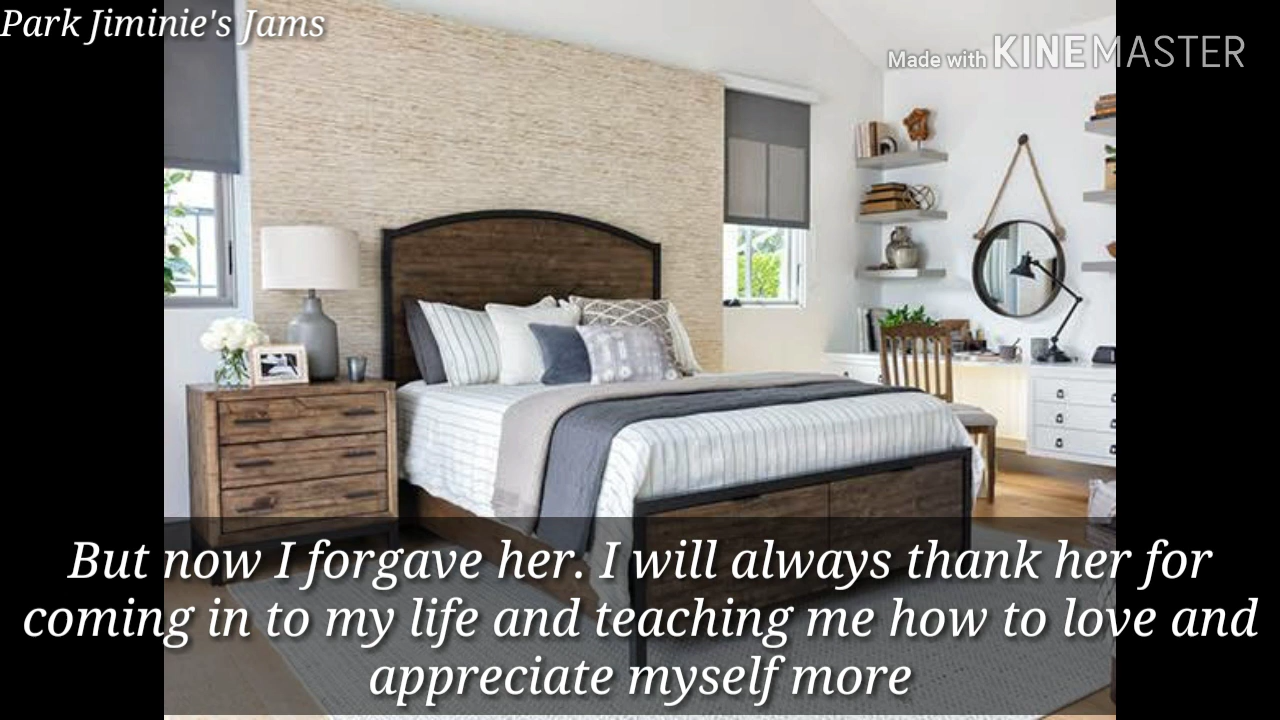 Park Jiminie's Jams
Made with KINEMASTER
But now I forgave her. I will always thank her for
coming in to my life and teaching me how to love and
appreciate myself more